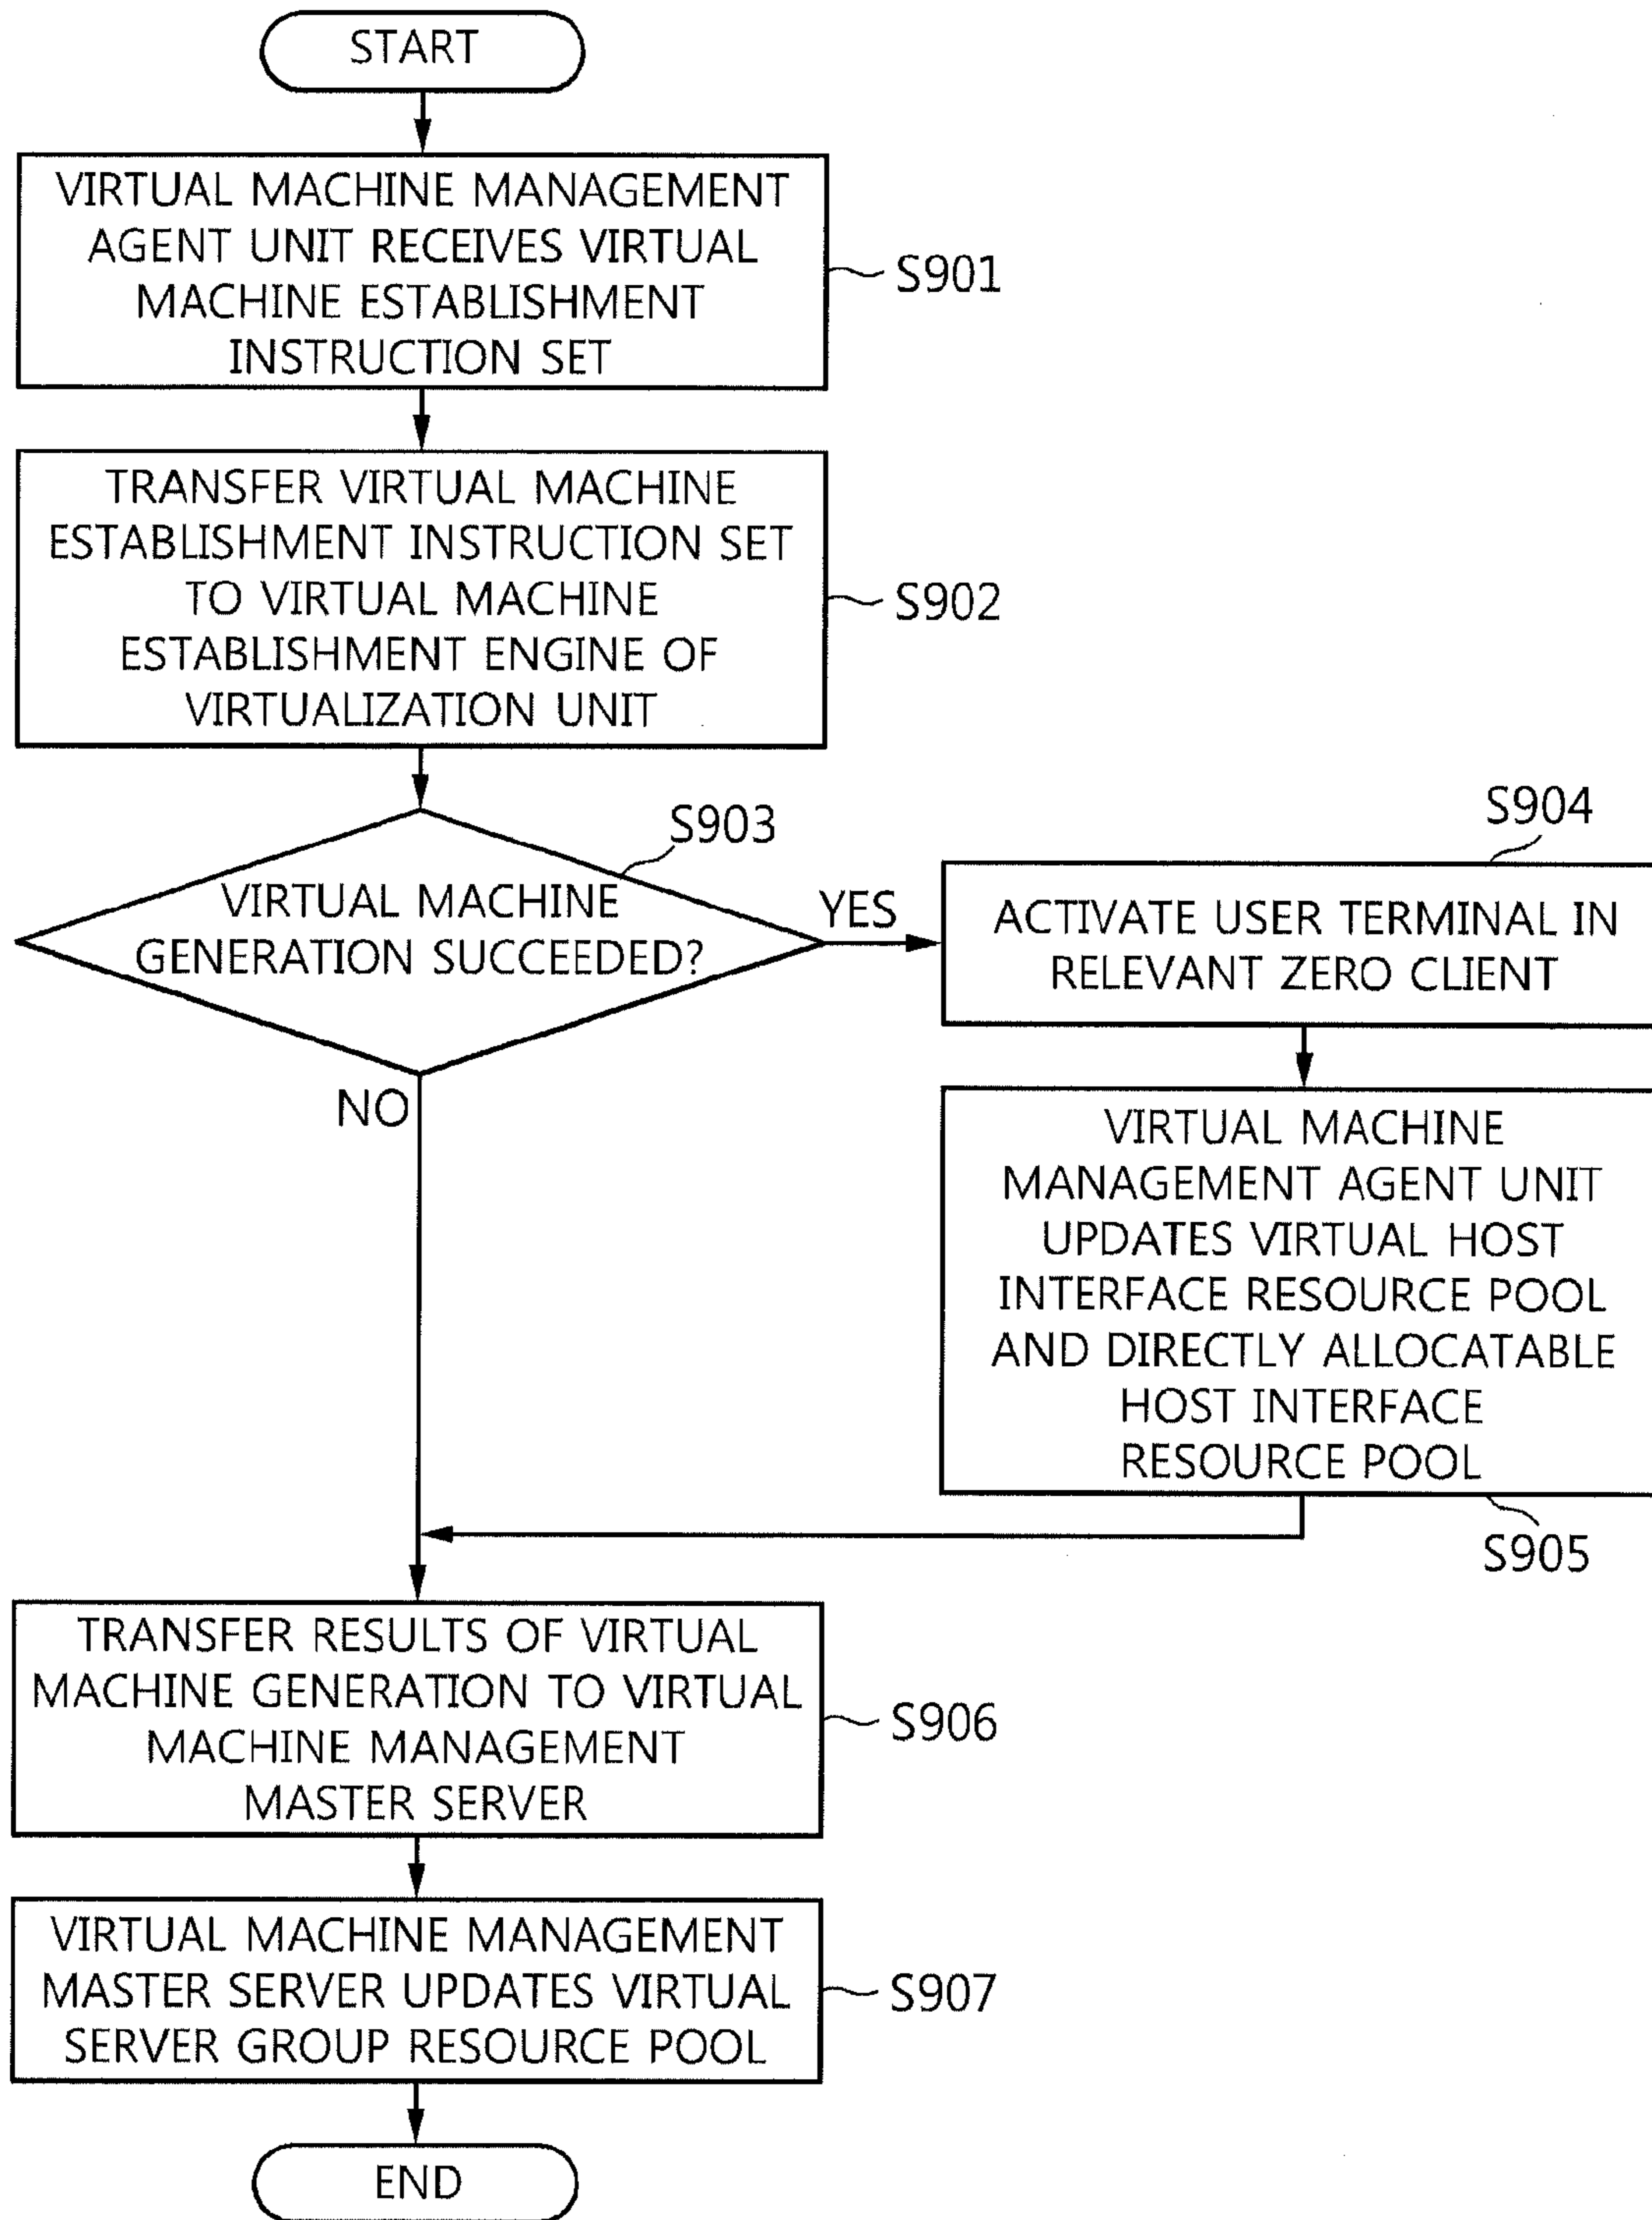 START
VIRTUAL MACHINE MANAGEMENT
AGENT UNIT RECEIVES VIRTUAL
MACHINE ESTABLISHMENT
INSTRUCTION SET
S901
TRANSFER VIRTUAL MACHINE
ESTABLISHMENT INSTRUCTION SET
TO VIRTUAL MACHINE
ESTABLISHMENT ENGINE OF
VIRTUALIZATION UNIT
S902
S903
VIRTUAL MACHINE
GENERATION SUCCEEDED?
YES
NO
S904
ACTIVATE USER TERMINAL IN
RELEVANT ZERO CLIENT
VIRTUAL MACHINE
MANAGEMENT AGENT UNIT
UPDATES VIRTUAL HOST
INTERFACE RESOURCE POOL
AND DIRECTLY ALLOCATABLE
HOST INTERFACE
RESOURCE POOL
S905
TRANSFER RESULTS OF VIRTUAL
MACHINE GENERATION TO VIRTUAL
MACHINE MANAGEMENT
MASTER SERVER
S906
VIRTUAL MACHINE MANAGEMENT
MASTER SERVER UPDATES VIRTUAL
SERVER GROUP RESOURCE POOL
S907
END